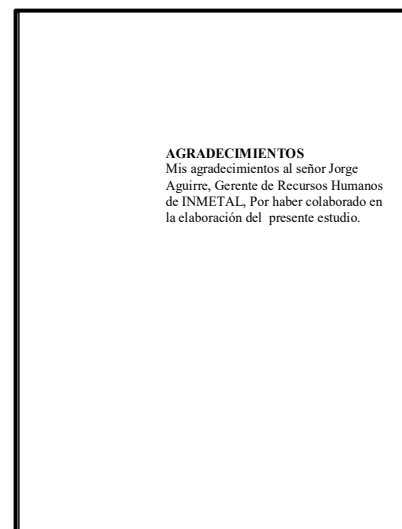 AGRADECIMIENTOS
Mis agradecimientos al señor Jorge
Aguirre, Gerente de Recursos Humanos
de INMETAL, Por haber colaborado en
la elaboración del  presente estudio.